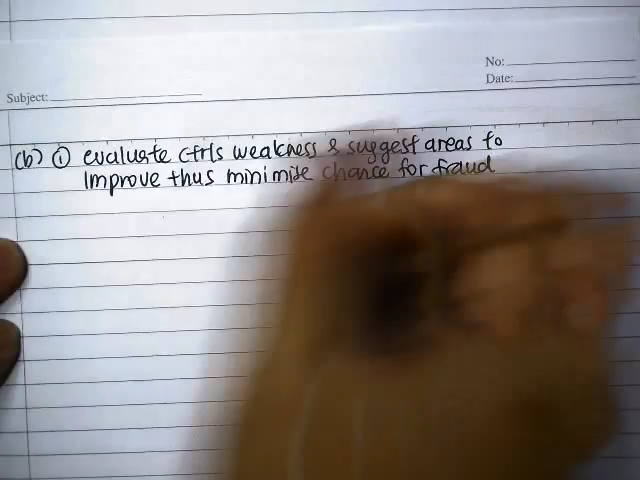 No:
Date:
Subject:
(b) ① evaluate ctrls weakness & suggest areas to
Improve thus minimise chance for fraud